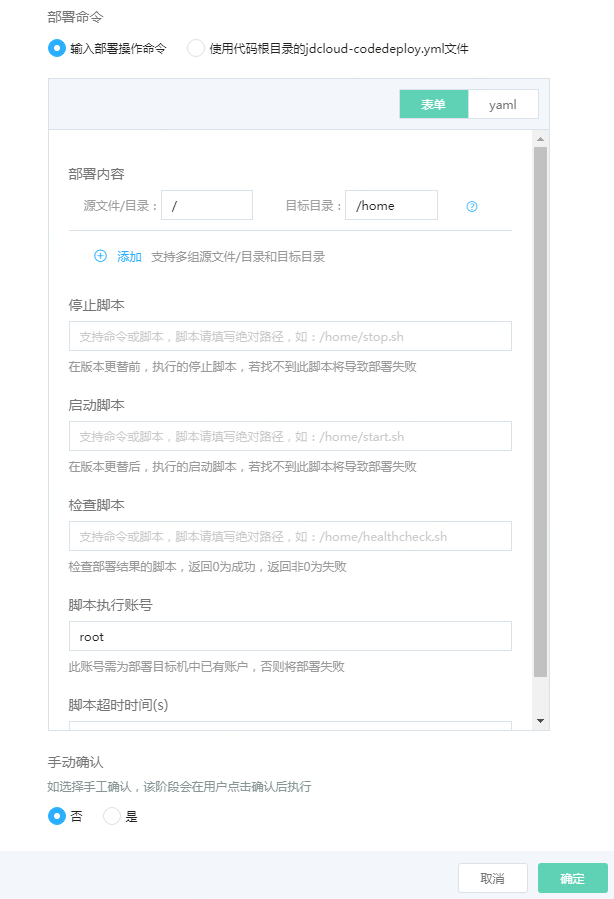 部署命令
输入部署操作命令 使用代码根目录的jdcloud-codedeploy.yml文件
表单 yaml
部署内容
源文件/目录： / 目标目录： /home
添加 支持多组源文件/目录和目标目录
停止脚本
支持命令或脚本，脚本请填写绝对路径，如：/home/stop.sh
在版本更替前，执行的停止脚本，若找不到此脚本将导致部署失败
启动脚本
支持命令或脚本，脚本请填写绝对路径，如：/home/start.sh
在版本更替后，执行的启动脚本，若找不到此脚本将导致部署失败
检查脚本
支持命令或脚本，脚本请填写绝对路径，如：/home/healthcheck.sh
检查部署结果的脚本，返回0为成功，返回非0为失败
脚本执行账号
root
此账号需为部署目标机中已有账户，否则将部署失败
脚本超时时间(s)
手动确认
如选择手工确认，该阶段会在用户点击确认后执行
否 是
取消 确定